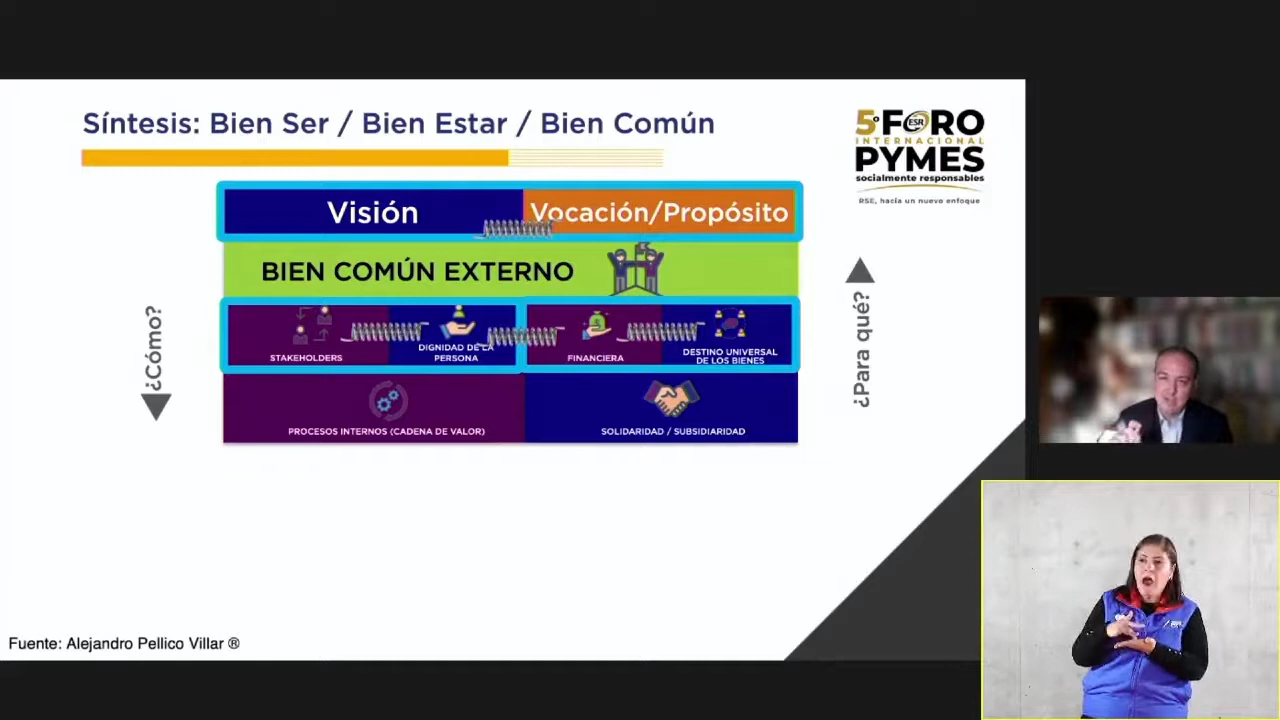 Síntesis: Bien Ser / Bien Estar / Bien Común
5º FORO
ESR
INTERNACIONAL
PYMES
socialmente responsables
RSE, hacia un nuevo enfoque
Visión
Vocación/Propósito
BIEN COMÚN EXTERNO
¿Cómo?
¿Para qué?
STAKEHOLDERS
DIGNIDAD DE LA
PERSONA
FINANCIERA
DESTINO UNIVERSAL
DE LOS BIENES
PROCESOS INTERNOS (CADENA DE VALOR)
SOLIDARIDAD / SUBSIDIARIDAD
Fuente: Alejandro Pellico Villar ®